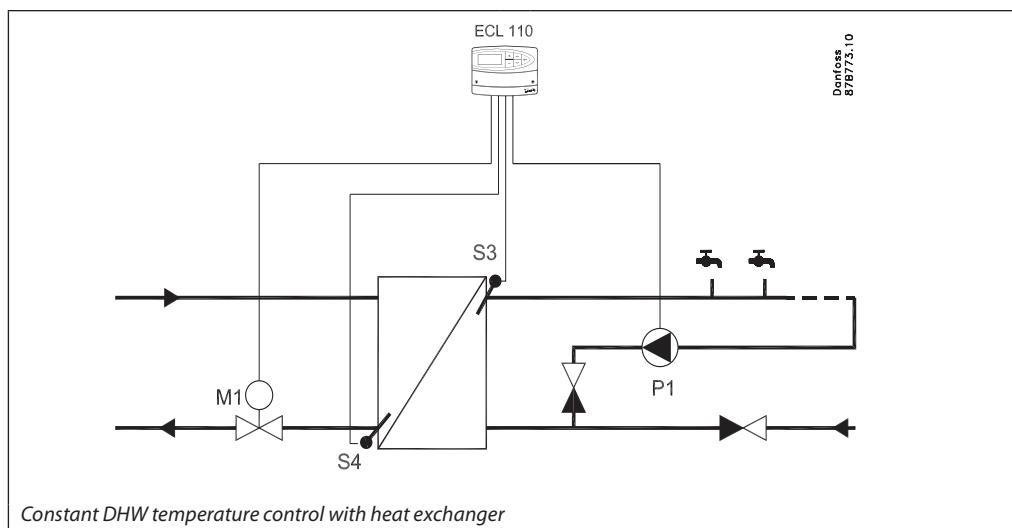 ECL 110
Danfoss
87B773.10
S3
M1
P1
S4
Constant DHW temperature control with heat exchanger